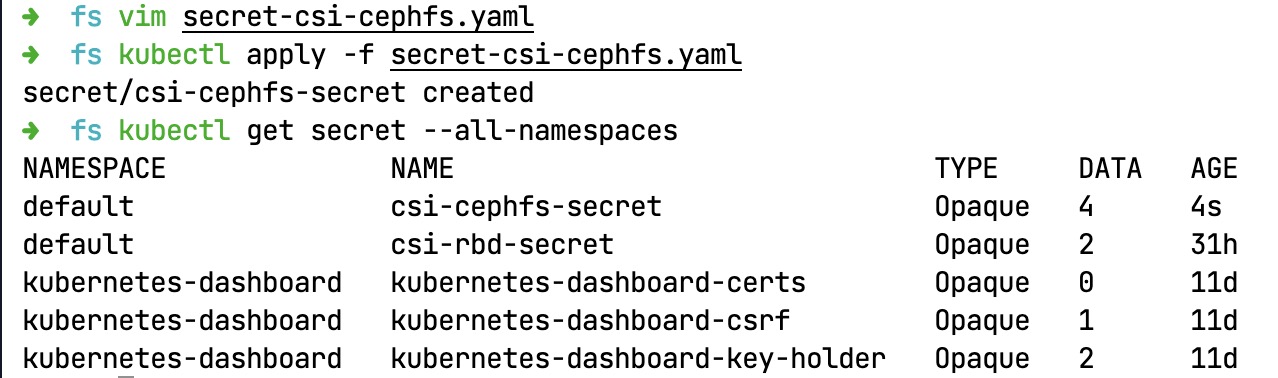 ➜ fs vim secret-csi-cephfs.yaml
➜ fs kubectl apply -f secret-csi-cephfs.yaml
secret/csi-cephfs-secret created
➜ fs kubectl get secret --all-namespaces
NAMESPACE NAME TYPE DATA AGE
default csi-cephfs-secret Opaque 4 4s
default csi-rbd-secret Opaque 2 31h
kubernetes-dashboard kubernetes-dashboard-certs Opaque 0 11d
kubernetes-dashboard kubernetes-dashboard-csrf Opaque 1 11d
kubernetes-dashboard kubernetes-dashboard-key-holder Opaque 2 11d